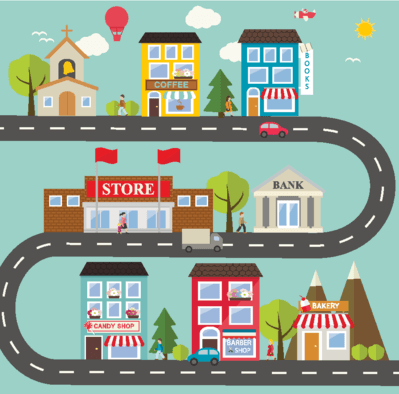 COFFEE
BOOKS
STORE
BANK
CANDY SHOP
BARBER
SHOP
BAKERY